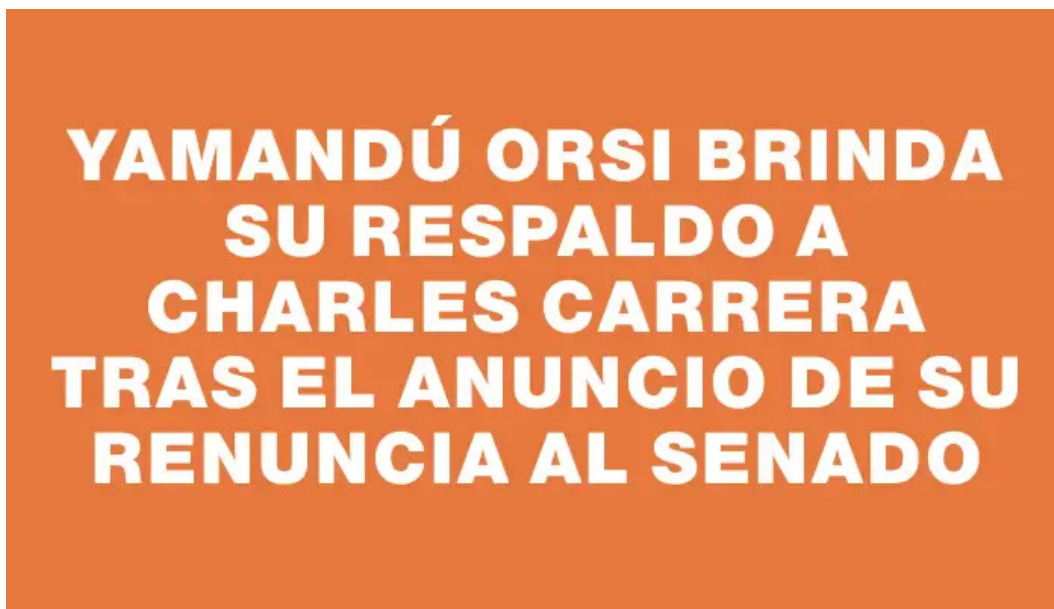 YAMANDÚ ORSI BRINDA
SU RESPALDO A
CHARLES CARRERA
TRAS EL ANUNCIO DE SU
RENUNCIA AL SENADO